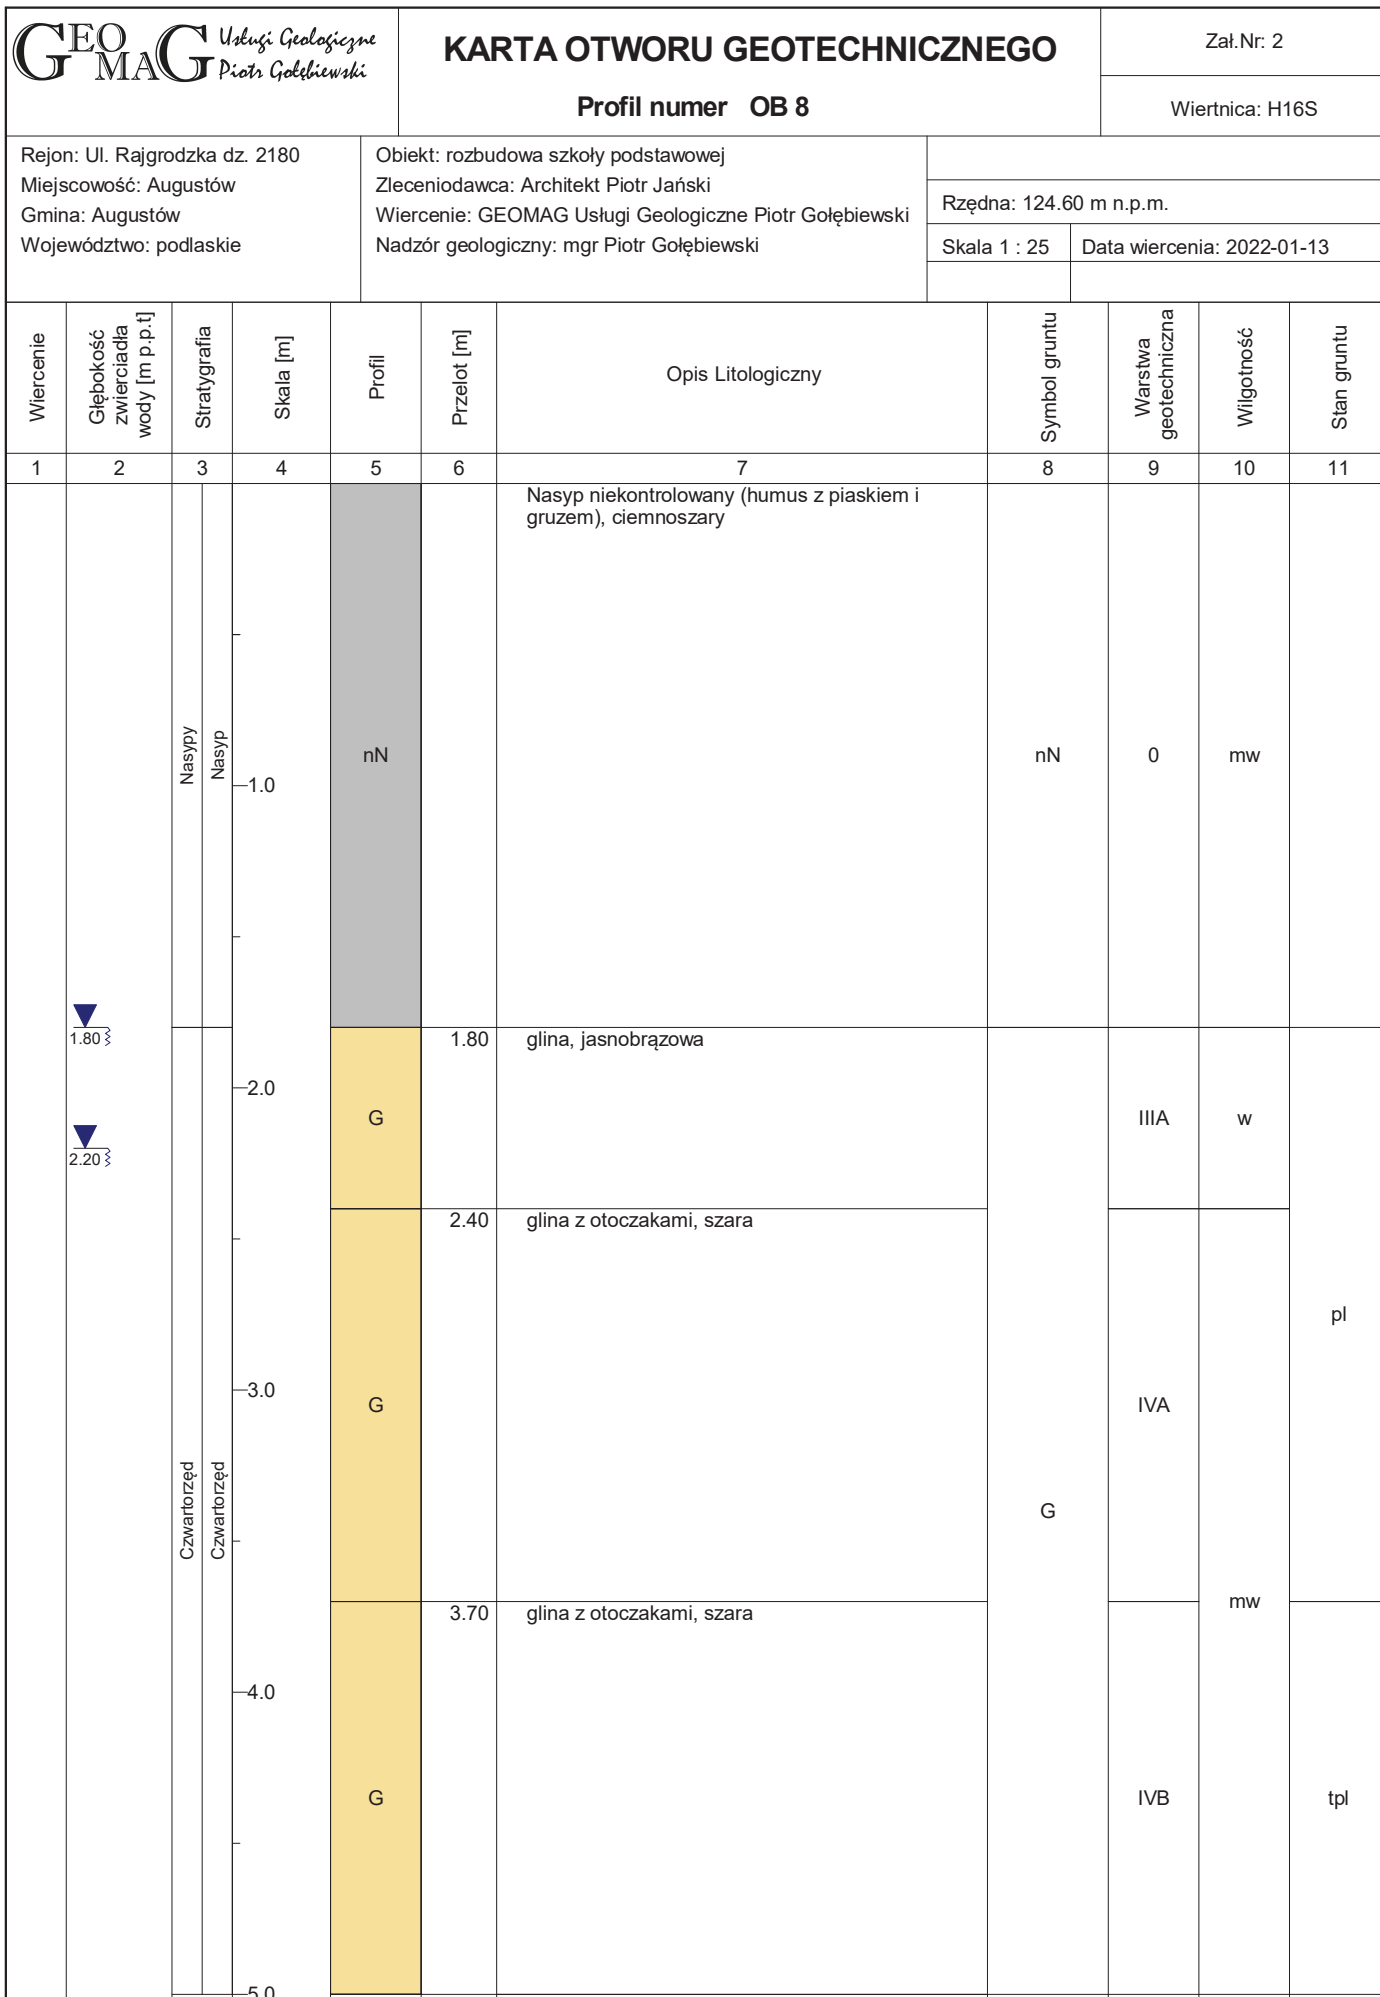 GEOMAG Usługi Geologiczne
Piotr Gołębiewski
KARTA OTWORU GEOTECHNICZNEGO
Profil numer OB 8
Zał.Nr: 2
Wiertnica: H16S
Rejon: Ul. Rajgrodzka dz. 2180
Miejscowość: Augustów
Gmina: Augustów
Województwo: podlaskie
Obiekt: rozbudowa szkoły podstawowej
Zleceniodawca: Architekt Piotr Jański
Wiercenie: GEOMAG Usługi Geologiczne Piotr Gołębiewski
Nadzór geologiczny: mgr Piotr Gołębiewski
Rzędna: 124.60 m n.p.m.
Skala 1 : 25
Data wiercenia: 2022-01-13
Wiercenie
Głębokość
zwierciadła
wody [m p.p.t]
Stratygrafia
Skala [m]
Profil
Przelot [m]
Opis Litologiczny
Symbol gruntu
Warstwa
geotechniczna
Wilgotność
Stan gruntu
1 2 3 4 5 6 7 8 9 10 11
Nasyp niekontrolowany (humus z piaskiem i
gruzem), ciemnoszary
Nasypy
Nasyp
nN
nN
0
mw
1.0
1.80
1.80
glina, jasnobrązowa
2.0
G
IIIA
w
2.20
2.40
glina z otoczakami, szara
pl
3.0
G
IVA
Czwartorzęd
Czwartorzęd
G
mw
3.70
glina z otoczakami, szara
4.0
G
IVB
tpl
5.0